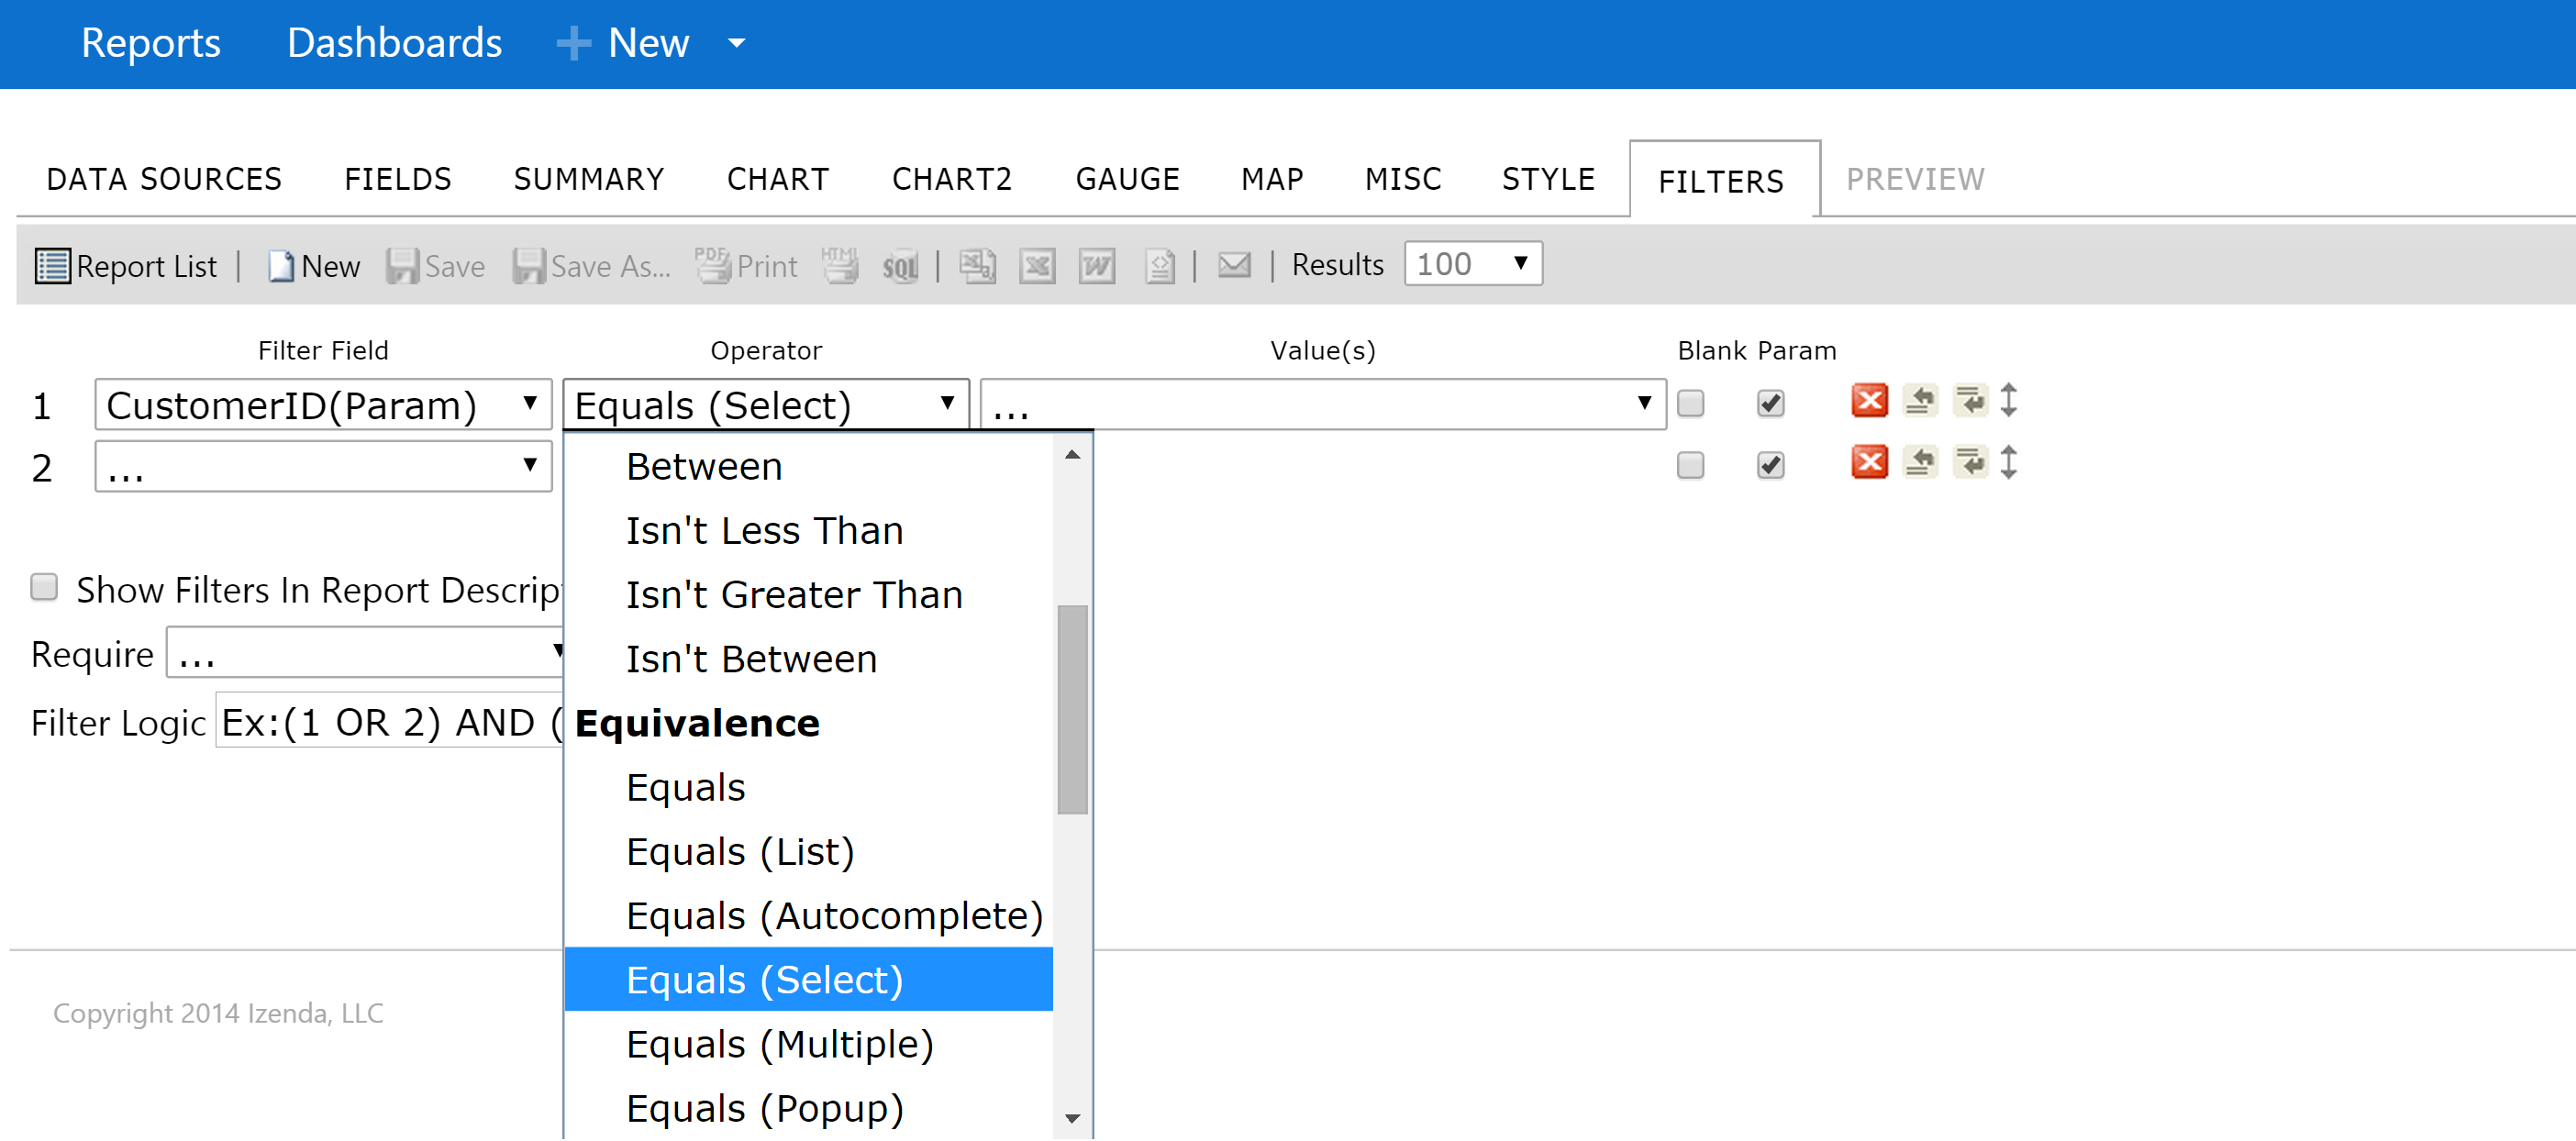 Reports Dashboards New
DATA SOURCES FIELDS SUMMARY CHART CHART2 GAUGE MAP MISC STYLE FILTERS PREVIEW
Report List | New Save Save As... PDF Print HTML SQL | | | Results 100
Filter Field Operator Value(s) Blank Param
1 CustomerID(Param) Equals (Select) ...
2 ...
Between
Isn't Less Than
Isn't Greater Than
Show Filters In Report Descrip
Require ...
Isn't Between
Filter Logic Ex:(1 OR 2) AND (
Equivalence
Equals
Equals (List)
Equals (Autocomplete)
Equals (Select)
Equals (Multiple)
Equals (Popup)
Copyright 2014 Izenda, LLC